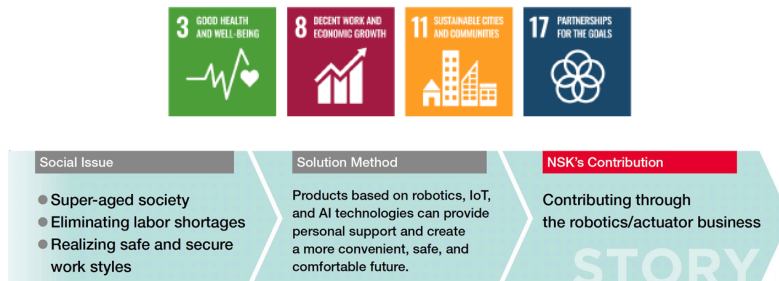 3 GOOD HEALTH
AND WELL-BEING
8 DECENT WORK AND
ECONOMIC GROWTH
11 SUSTAINABLE CITIES
AND COMMUNITIES
17 PARTNERSHIPS
FOR THE GOALS
Social Issue
● Super-aged society
● Eliminating labor shortages
● Realizing safe and secure
work styles
Solution Method
Products based on robotics, IoT,
and AI technologies can provide
personal support and create
a more convenient, safe, and
comfortable future.
NSK's Contribution
Contributing through
the robotics/actuator business
STORY